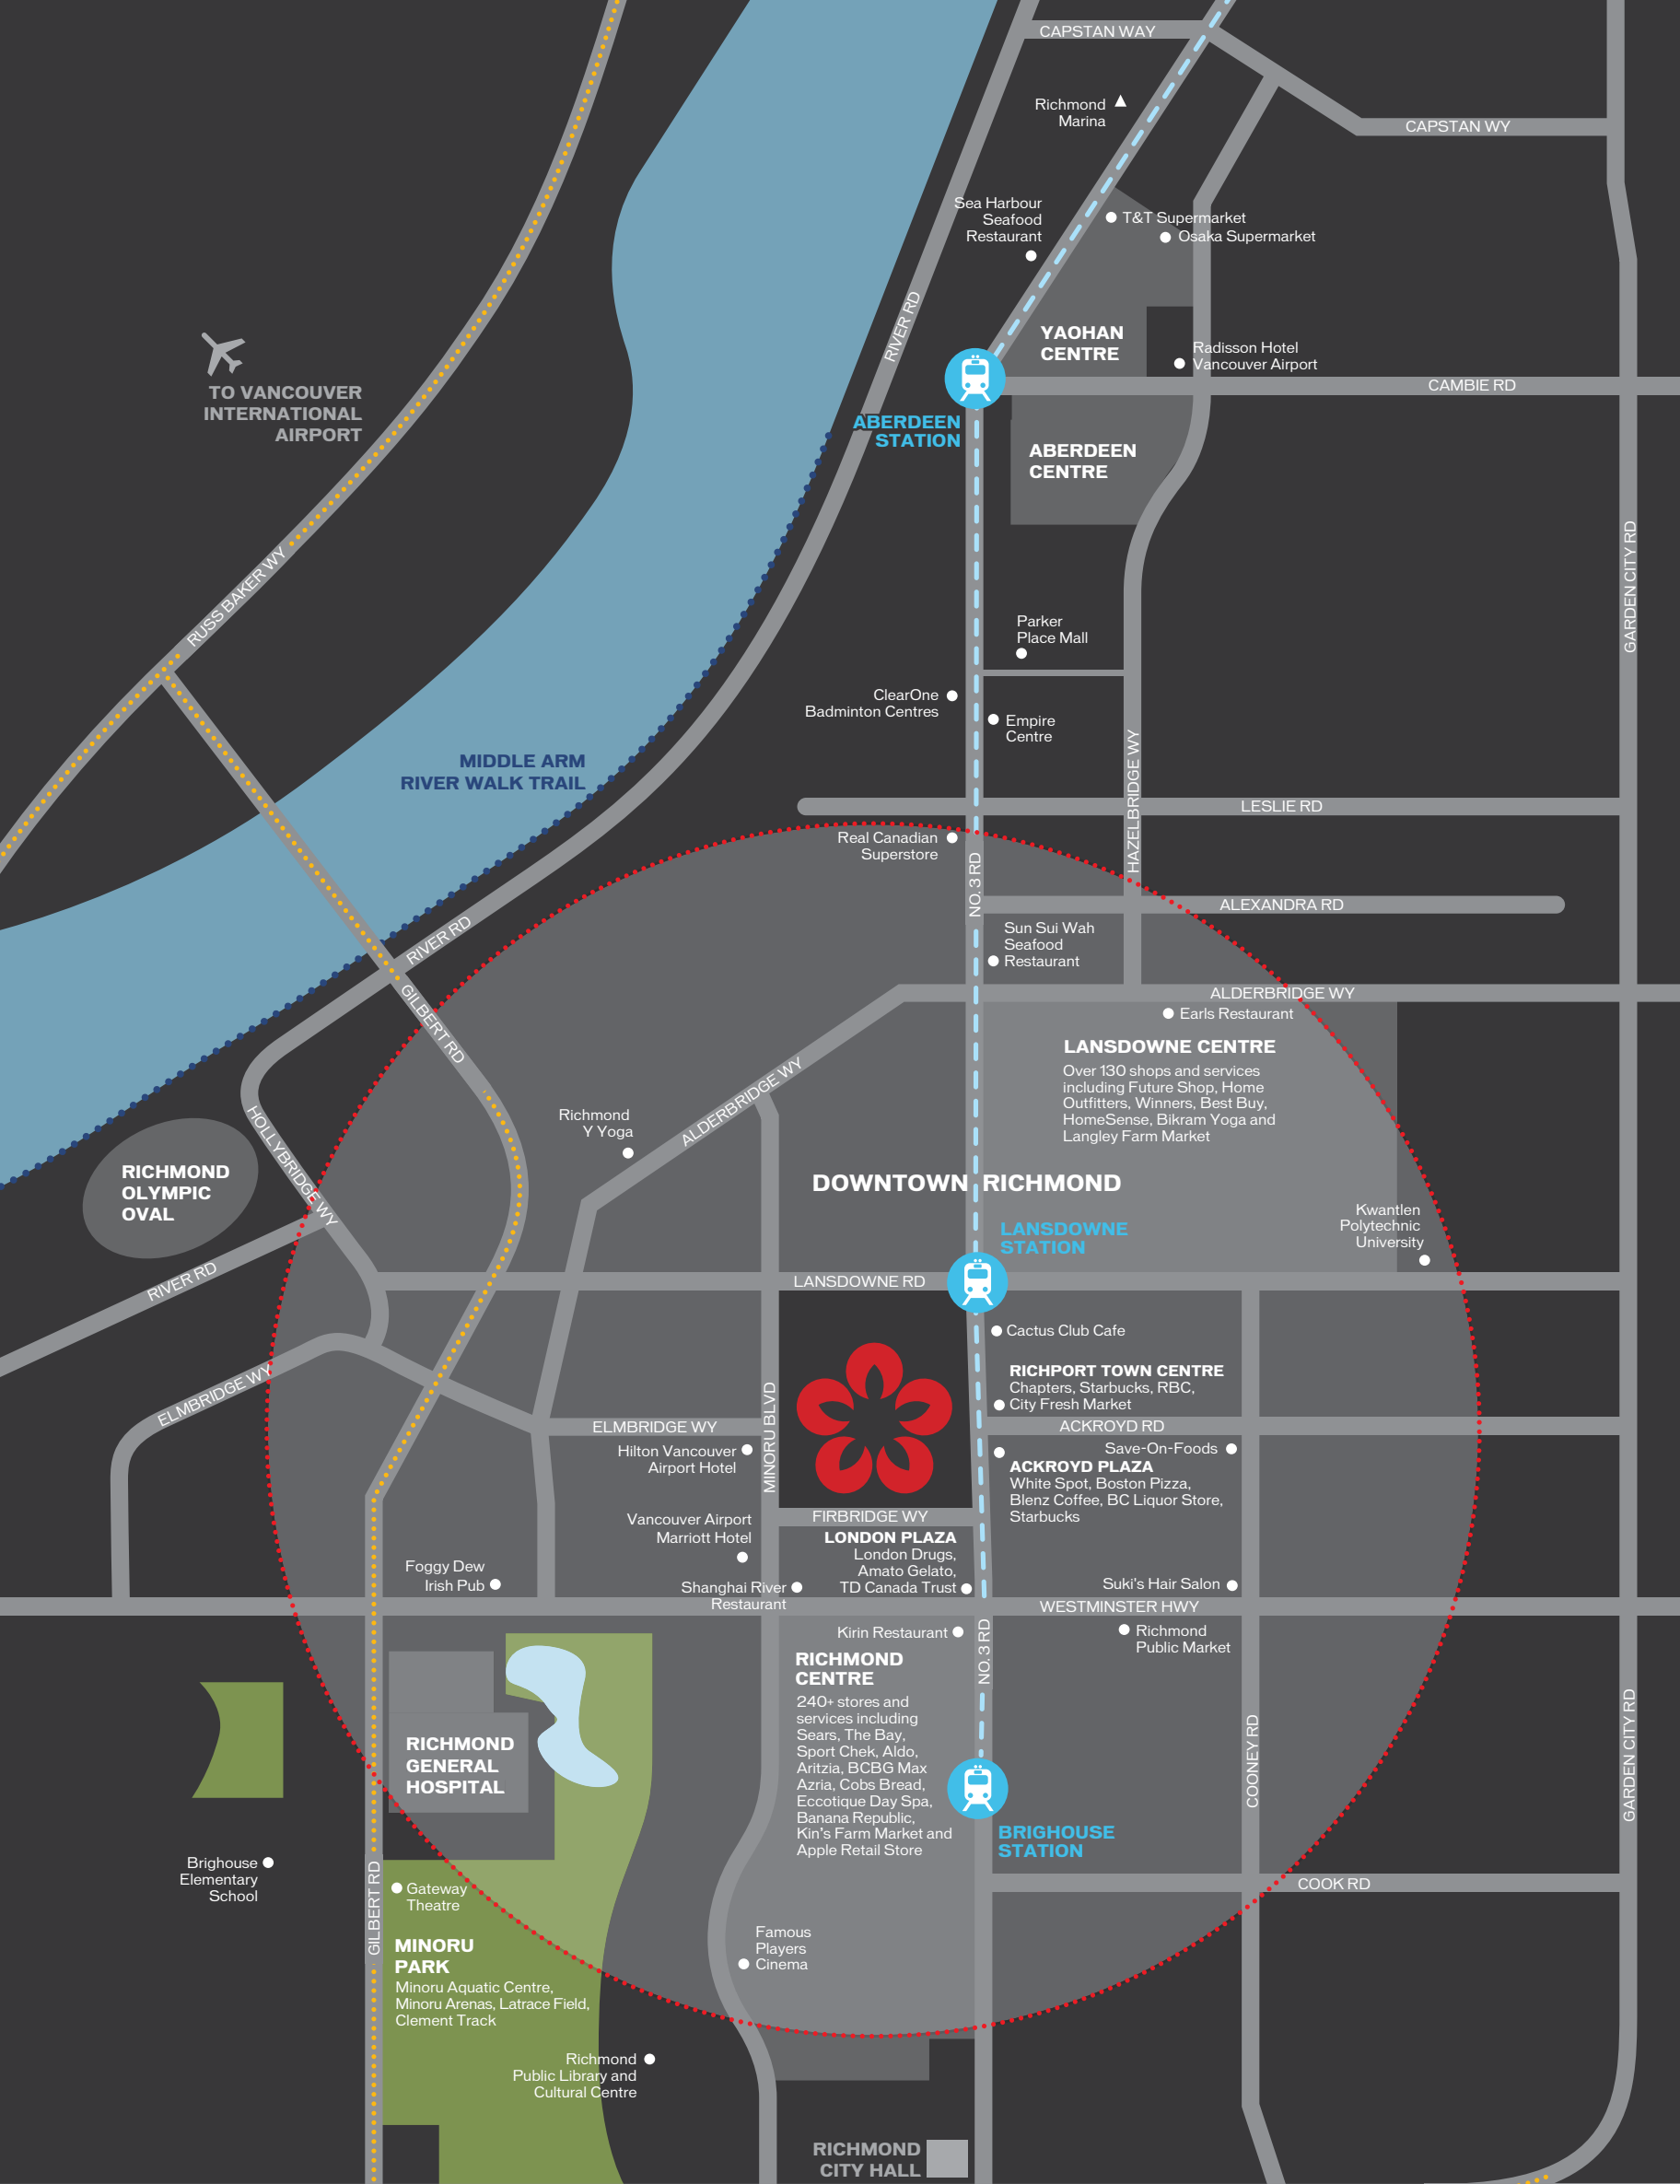 CAPSTAN WAY
Richmond
Marina
CAPSTAN WY
Sea Harbour
Seafood
Restaurant
T&T Supermarket
Osaka Supermarket
RIVER RD
YAOHAN
CENTRE
Radisson Hotel
Vancouver Airport
CAMBIE RD
TO VANCOUVER
INTERNATIONAL
AIRPORT
ABERDEEN
STATION
ABERDEEN
CENTRE
RUSS BAKER WY
GARDEN CITY RD
Parker
Place Mall
ClearOne
Badminton Centres
Empire
Centre
MIDDLE ARM
RIVER WALK TRAIL
HAZELBRIDGE WY
LESLIE RD
Real Canadian
Superstore
NO. 3 RD
ALEXANDRA RD
RIVER RD
Sun Sui Wah
Seafood
Restaurant
GILBERT RD
ALDERBRIDGE WY
Earls Restaurant
LANSDOWNE CENTRE
Over 130 shops and services
including Future Shop, Home
Outfitters, Winners, Best Buy,
HomeSense, Bikram Yoga and
Langley Farm Market
ALDERBRIDGE WY
Richmond
Y Yoga
HOLLYBRIDGE WY
RICHMOND
OLYMPIC
OVAL
DOWNTOWN RICHMOND
LANSDOWNE
STATION
Kwantlen
Polytechnic
University
RIVER RD
LANSDOWNE RD
Cactus Club Cafe
RICHPORT TOWN CENTRE
Chapters, Starbucks, RBC,
City Fresh Market
ELMBRIDGE WY
ELMBRIDGE WY
MINORU BLVD
ACKROYD RD
Hilton Vancouver
Airport Hotel
Save-On-Foods
ACKROYD PLAZA
White Spot, Boston Pizza,
Blenz Coffee, BC Liquor Store,
Starbucks
FIRBRIDGE WY
Vancouver Airport
Marriott Hotel
LONDON PLAZA
London Drugs,
Amato Gelato,
TD Canada Trust
Foggy Dew
Irish Pub
Shanghai River
Restaurant
Suki's Hair Salon
WESTMINSTER HWY
Kirin Restaurant
NO. 3 RD
Richmond
Public Market
RICHMOND
CENTRE
240+ stores and
services including
Sears, The Bay,
Sport Chek, Aldo,
Aritzia, BCBG Max
Azria, Cobs Bread,
Eccotique Day Spa,
Banana Republic,
Kin's Farm Market and
Apple Retail Store
RICHMOND
GENERAL
HOSPITAL
COONEY RD
GARDEN CITY RD
BRIGHOUSE
STATION
Brighouse
Elementary
School
GILBERT RD
Gateway
Theatre
COOK RD
MINORU
PARK
Minoru Aquatic Centre,
Minoru Arenas, Latrace Field,
Clement Track
Famous
Players
Cinema
Richmond
Public Library and
Cultural Centre
RICHMOND
CITY HALL